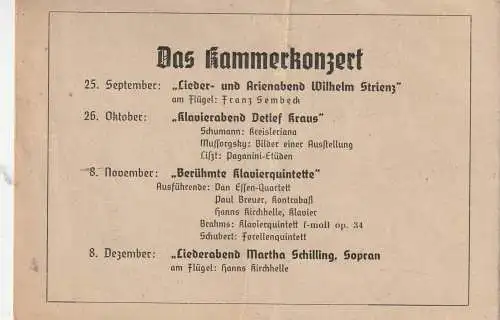 Das Kammerkonzert
25. September: „Lieder- und Arienabend Wilhelm Strienz"
am Flügel: Franz Sembeck
26. Oktober: „Klavierabend Detlef Kraus"
Schumann: Kreisleriana
Mussorgsky: Bilder einer Ausstellung
Liszt: Paganini-Etüden
8. November: „Berühmte Klavierquintette"
Ausführende: Van Essen-Quartett
Paul Breuer, Kontrabaß
Hanns Kirchhelle, Klavier
Brahms: Klavierquintett f-moll op. 34
Schubert: Forellenquintett
8. Dezember: „Liederabend Martha Schilling, Sopran
am Flügel: Hanns Kirchhelle